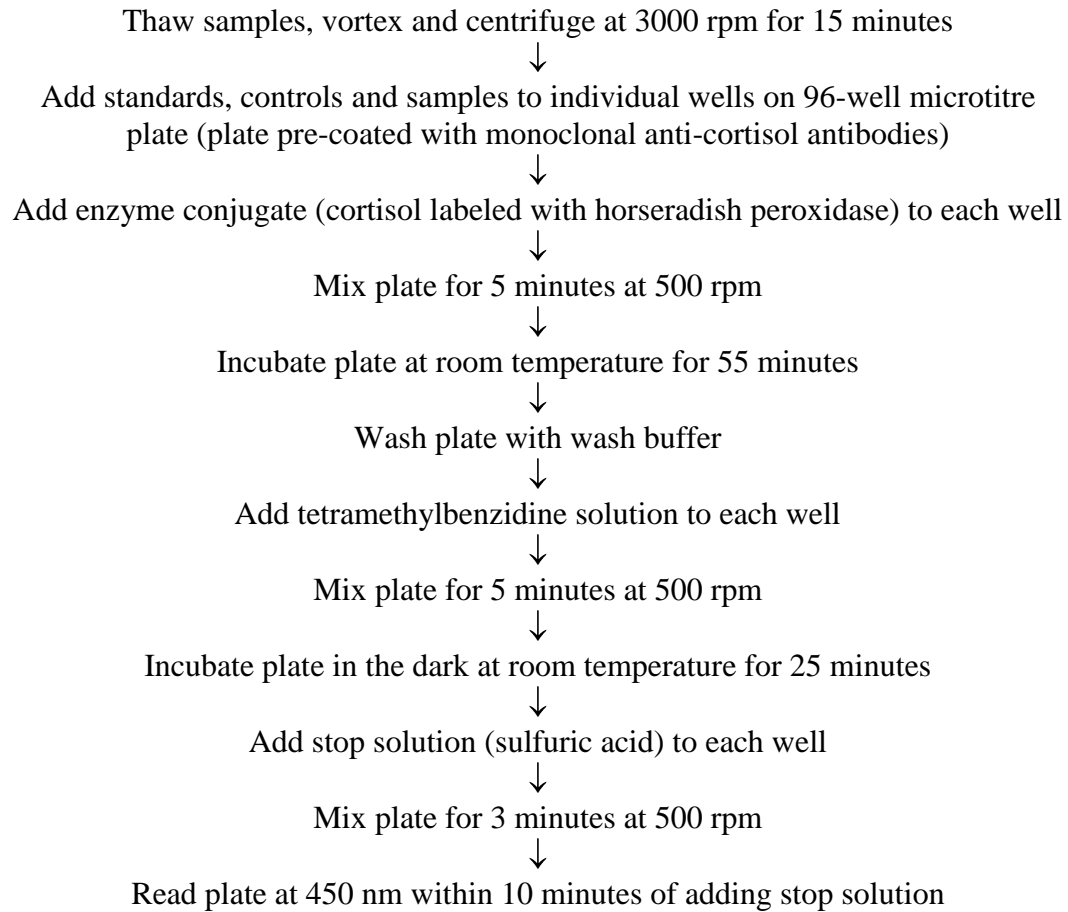 Thaw samples, vortex and centrifuge at 3000 rpm for 15 minutes
↓
Add standards, controls and samples to individual wells on 96-well microtitre
plate (plate pre-coated with monoclonal anti-cortisol antibodies)
↓
Add enzyme conjugate (cortisol labeled with horseradish peroxidase) to each well
↓
Mix plate for 5 minutes at 500 rpm
↓
Incubate plate at room temperature for 55 minutes
↓
Wash plate with wash buffer
↓
Add tetramethylbenzidine solution to each well
↓
Mix plate for 5 minutes at 500 rpm
↓
Incubate plate in the dark at room temperature for 25 minutes
↓
Add stop solution (sulfuric acid) to each well
↓
Mix plate for 3 minutes at 500 rpm
↓
Read plate at 450 nm within 10 minutes of adding stop solution